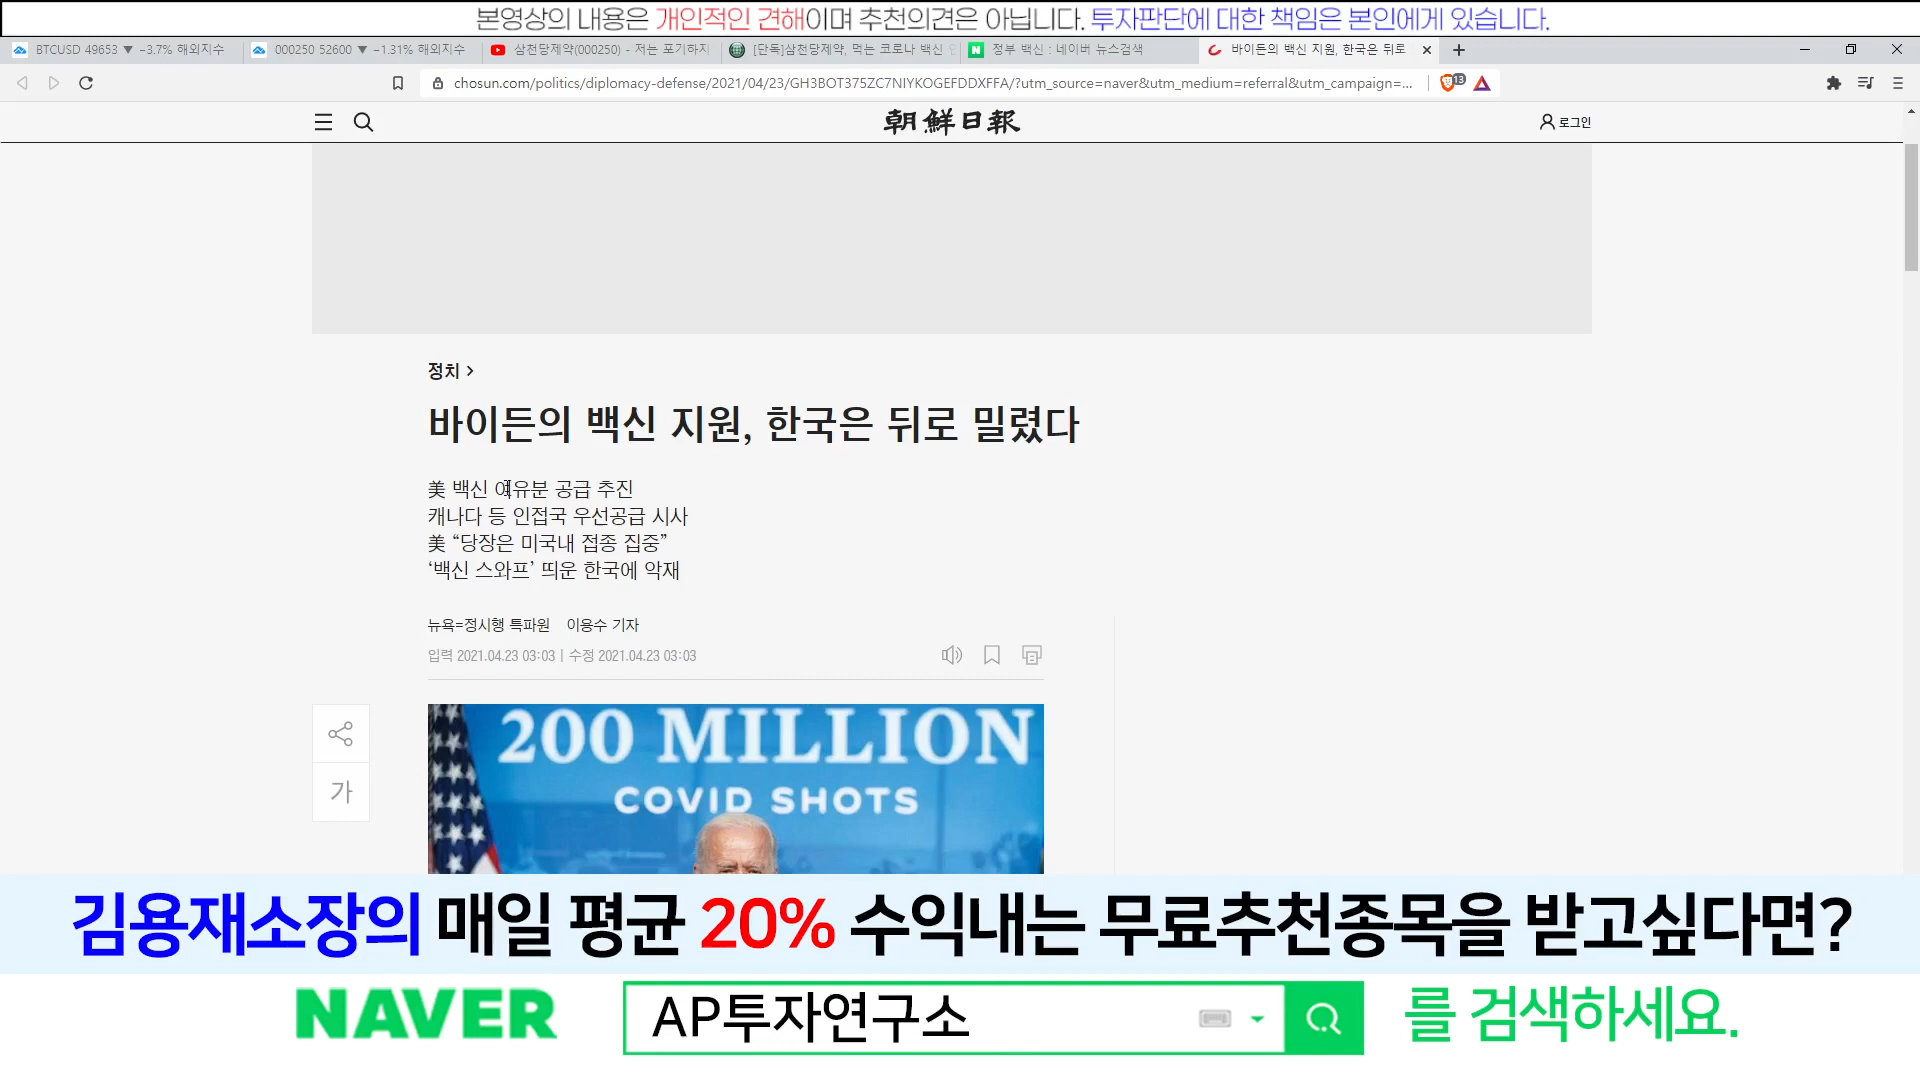 본영상의 내용은 개인적인 견해이며 추천의견은 아닙니다. 투자판단에 대한 책임은 본인에게 있습니다.
BTCUSD 49653 ▼ −3.7% 해외지수
000250 52600 ▼ −1.31% 해외지수
삼천당제약(000250) - 저는 포기하지
[단독]삼천당제약, 먹는 코로나 백신
정부 백신 : 네이버 뉴스검색
바이든의 백신 지원, 한국은 뒤로
chosun.com/politics/diplomacy-defense/2021/04/23/GH3BOT375ZC7NIYKOGEFDDXFFA/?utm_source=naver&utm_medium=referral&utm_campaign=...
13
朝鮮日報
로그인
정치 >
바이든의 백신 지원, 한국은 뒤로 밀렸다
美 백신 여유분 공급 추진
캐나다 등 인접국 우선공급 시사
美 “당장은 미국내 접종 집중”
‘백신 스와프’ 띄운 한국에 악재
뉴욕=정시행 특파원 이용수 기자
입력 2021.04.23 03:03 | 수정 2021.04.23 03:03
가
200 MILLION
COVID SHOTS
김용재소장의 매일 평균 20% 수익내는 무료추천종목을 받고싶다면?
NAVER AP투자연구소 를 검색하세요.